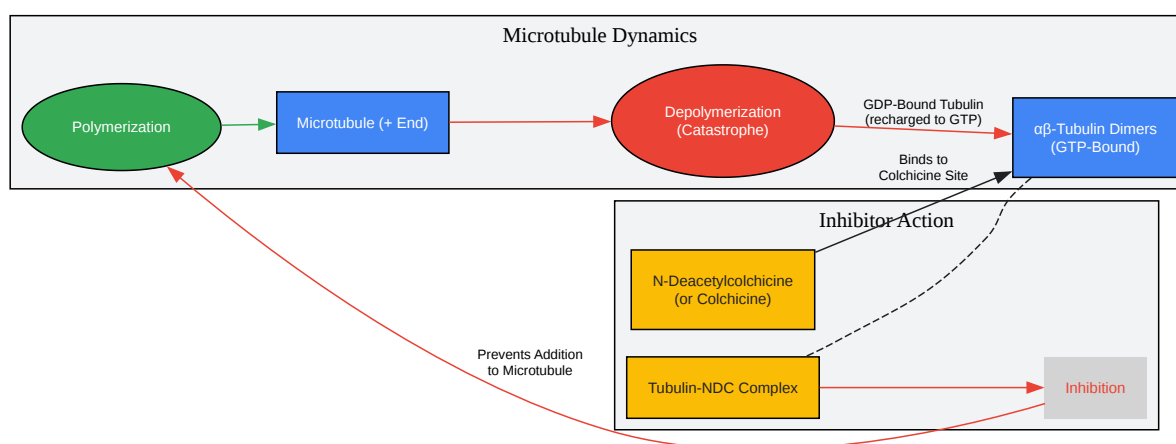 Microtubule Dynamics
Polymerization
Microtubule (+ End)
Depolymerization
(Catastrophe)
GDP-Bound Tubulin
(recharged to GTP)
αβ-Tubulin Dimers
(GTP-Bound)
Binds to
Colchicine Site
Inhibitor Action
N-Deacetylcolchicine
(or Colchicine)
Prevents Addition
to Microtubule
Tubulin-NDC Complex
Inhibition